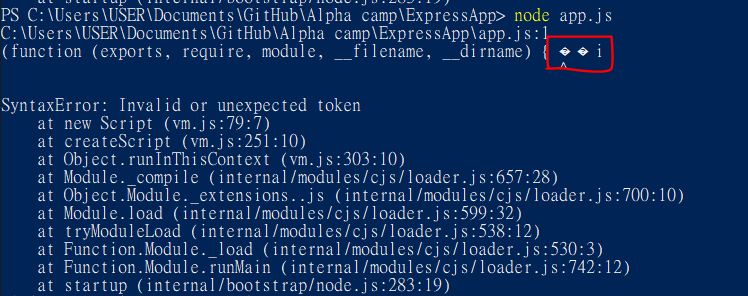 at startup (internal/bootstrap/node.js:283:19)
PS C:\Users\USER\Documents\GitHub\Alpha camp\ExpressApp> node app.js
C:\Users\USER\Documents\GitHub\Alpha camp\ExpressApp\app.js:1
(function (exports, require, module, __filename, __dirname) { ��i
^
SyntaxError: Invalid or unexpected token
at new Script (vm.js:79:7)
at createScript (vm.js:251:10)
at Object.runInThisContext (vm.js:303:10)
at Module._compile (internal/modules/cjs/loader.js:657:28)
at Object.Module._extensions..js (internal/modules/cjs/loader.js:700:10)
at Module.load (internal/modules/cjs/loader.js:599:32)
at tryModuleLoad (internal/modules/cjs/loader.js:538:12)
at Function.Module._load (internal/modules/cjs/loader.js:530:3)
at Function.Module.runMain (internal/modules/cjs/loader.js:742:12)
at startup (internal/bootstrap/node.js:283:19)